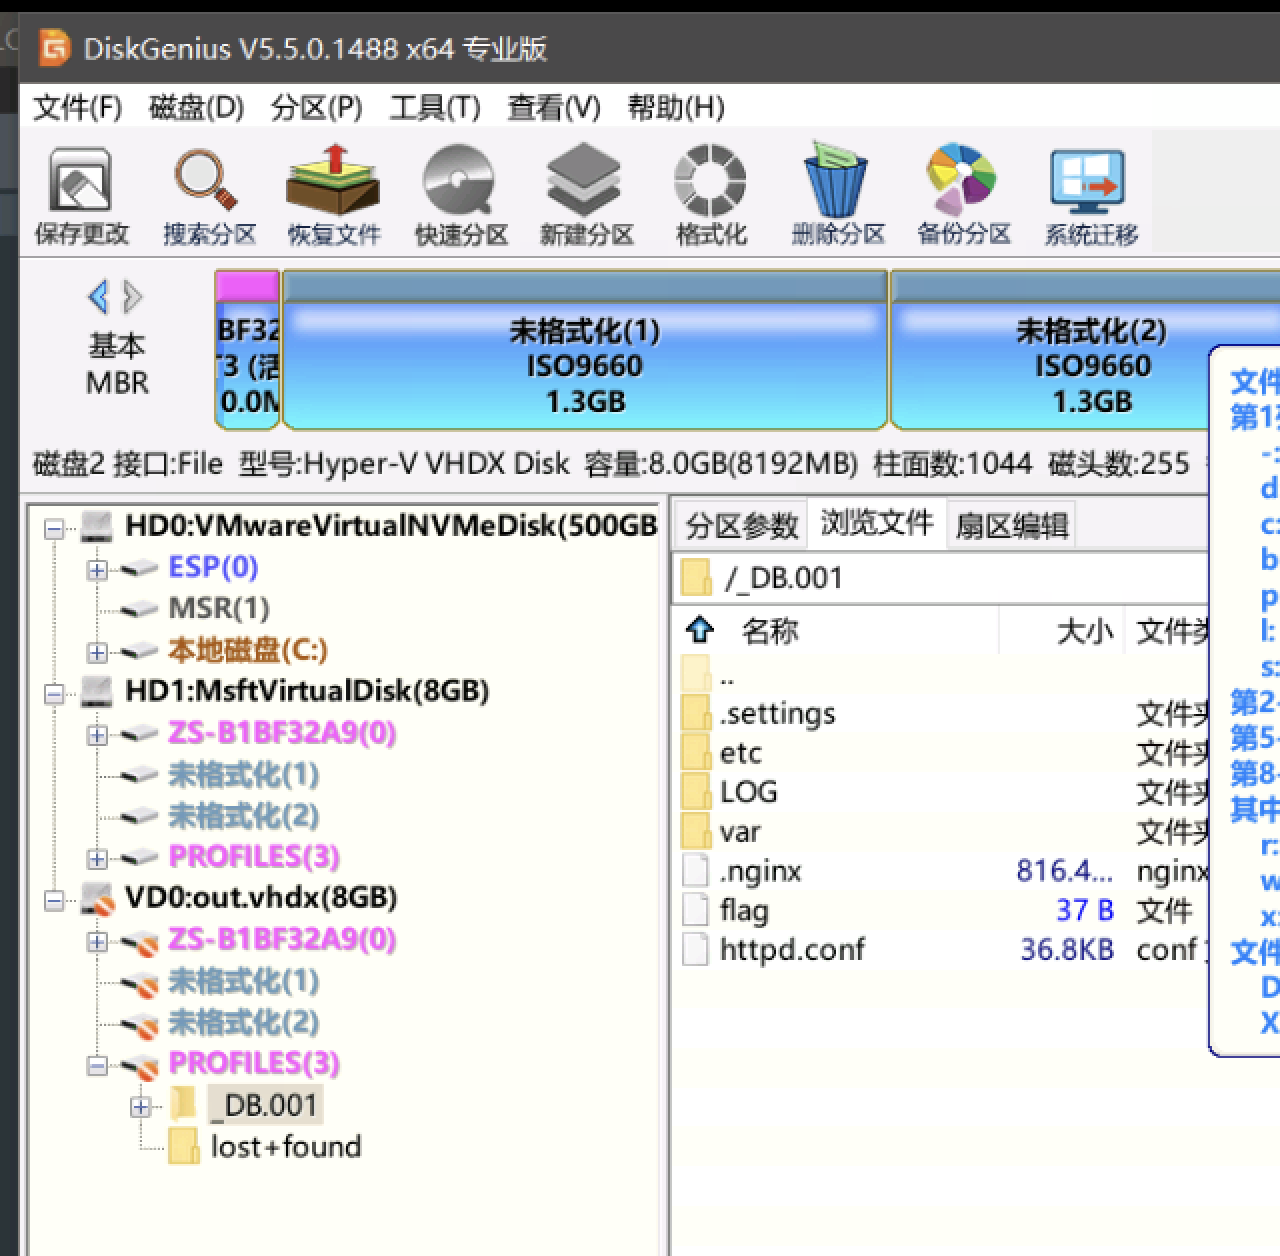 DiskGenius V5.5.0.1488 x64 专业版
文件(F) 磁盘(D) 分区(P) 工具(T) 查看(V) 帮助(H)
保存更改 搜索分区 恢复文件 快速分区 新建分区 格式化 删除分区 备份分区 系统迁移
基本
MBR
BF32
T3 (活
0.0M
未格式化(1)
ISO9660
1.3GB
未格式化(2)
ISO9660
1.3GB
磁盘2 接口:File 型号:Hyper-V VHDX Disk 容量:8.0GB(8192MB) 柱面数:1044 磁头数:255
HD0:VMwareVirtualNVMeDisk(500GB
ESP(0)
MSR(1)
本地磁盘(C:)
HD1:MsftVirtualDisk(8GB)
ZS-B1BF32A9(0)
未格式化(1)
未格式化(2)
PROFILES(3)
VD0:out.vhdx(8GB)
ZS-B1BF32A9(0)
未格式化(1)
未格式化(2)
PROFILES(3)
_DB.001
lost+found
分区参数 浏览文件 扇区编辑
/_DB.001
名称 大小 文件类
..
.settings 文件夹
etc 文件夹
LOG 文件夹
var 文件夹
.nginx 816.4... nginx
flag 37 B 文件
httpd.conf 36.8KB conf
文件
第1列
-:
d
c:
b
p
l:
s:
第2-
第5-
第8-
其中
r:
w
x:
文件
D
X